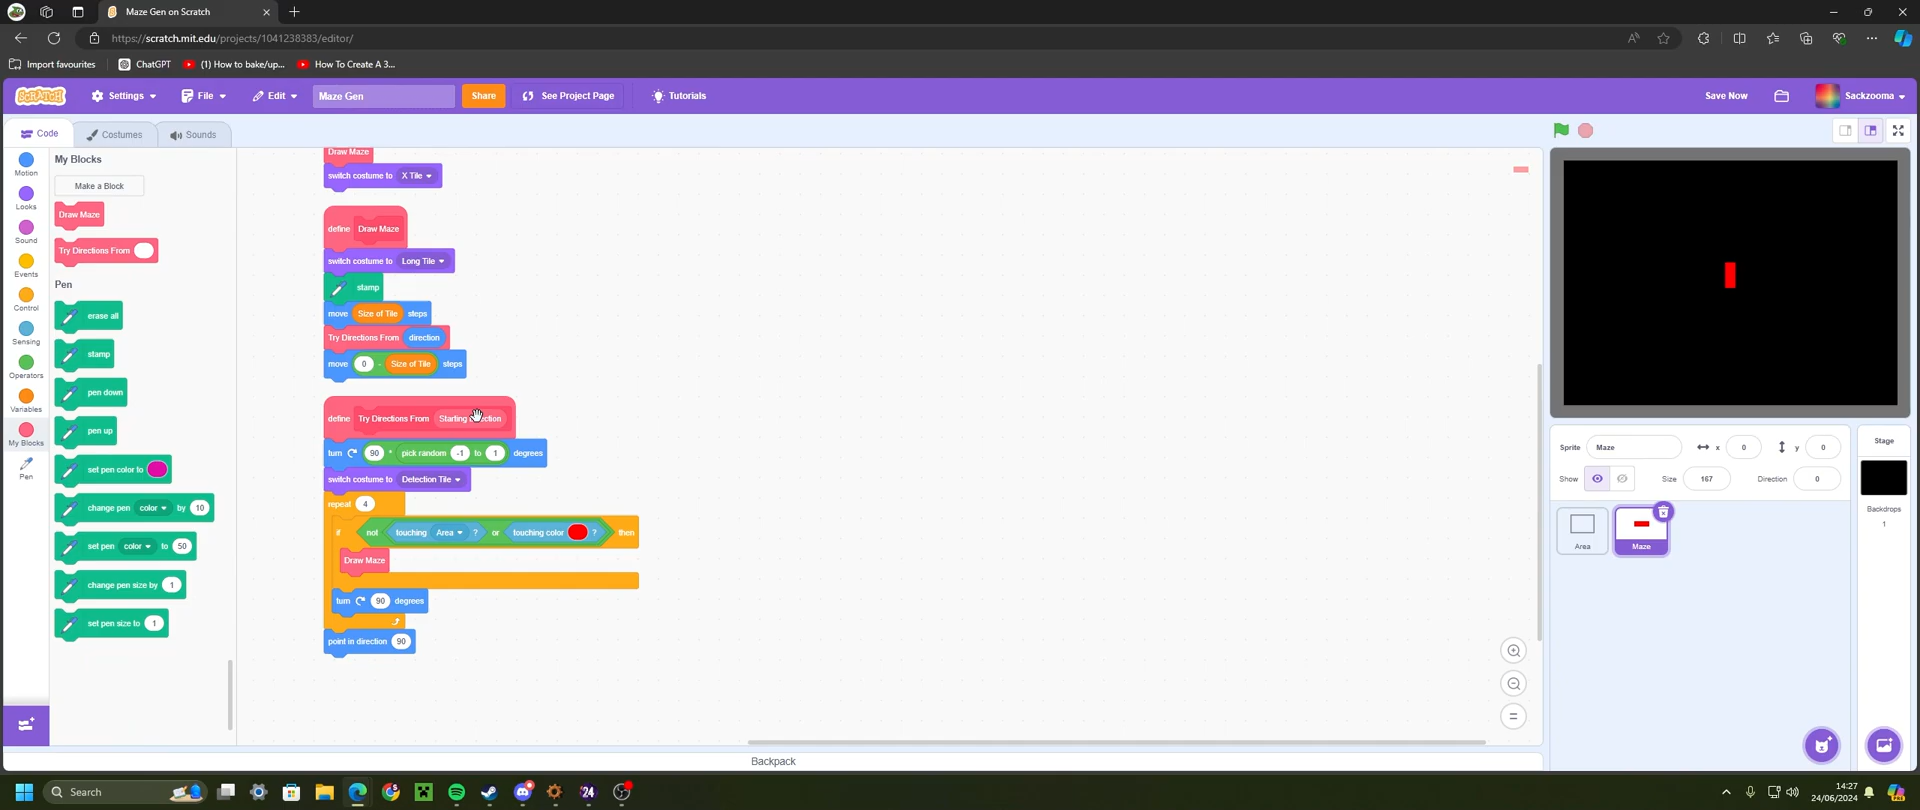 Maze Gen on Scratch
https://scratch.mit.edu/projects/1041238383/editor/
Import favourites
ChatGPT
(1) How to bake/up...
How To Create A 3...
SCRATCH
Settings
File
Edit
Maze Gen
Share
See Project Page
Tutorials
Save Now
Sackzooma
Code
Costumes
Sounds
Motion
Looks
Sound
Events
Control
Sensing
Operators
Variables
My Blocks
Pen
My Blocks
Make a Block
Draw Maze
Try Directions From
Pen
erase all
stamp
pen down
pen up
set pen color to
change pen color by 10
set pen color to 50
change pen size by 1
set pen size to 1
Draw Maze
switch costume to X Tile
define Draw Maze
switch costume to Long Tile
stamp
move Size of Tile steps
Try Directions From direction
move 0 - Size of Tile steps
define Try Directions From Starting
turn 90 * pick random -1 to 1 degrees
switch costume to Detection Tile
repeat 4
if not touching Area ? or touching color ? then
Draw Maze
turn 90 degrees
point in direction 90
Backpack
Sprite Maze x 0 y 0
Show Size 167 Direction 0
Area
Maze
Stage
Backdrops
1
Search
14:27
24/06/2024